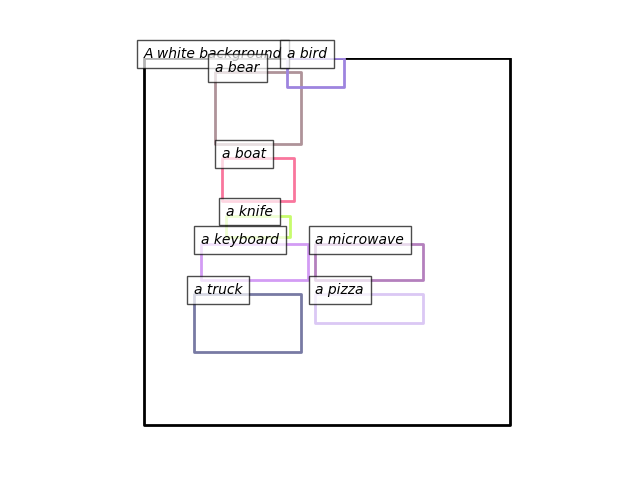 A white background
a bird
a bear
a boat
a knife
a keyboard
a microwave
a truck
a pizza